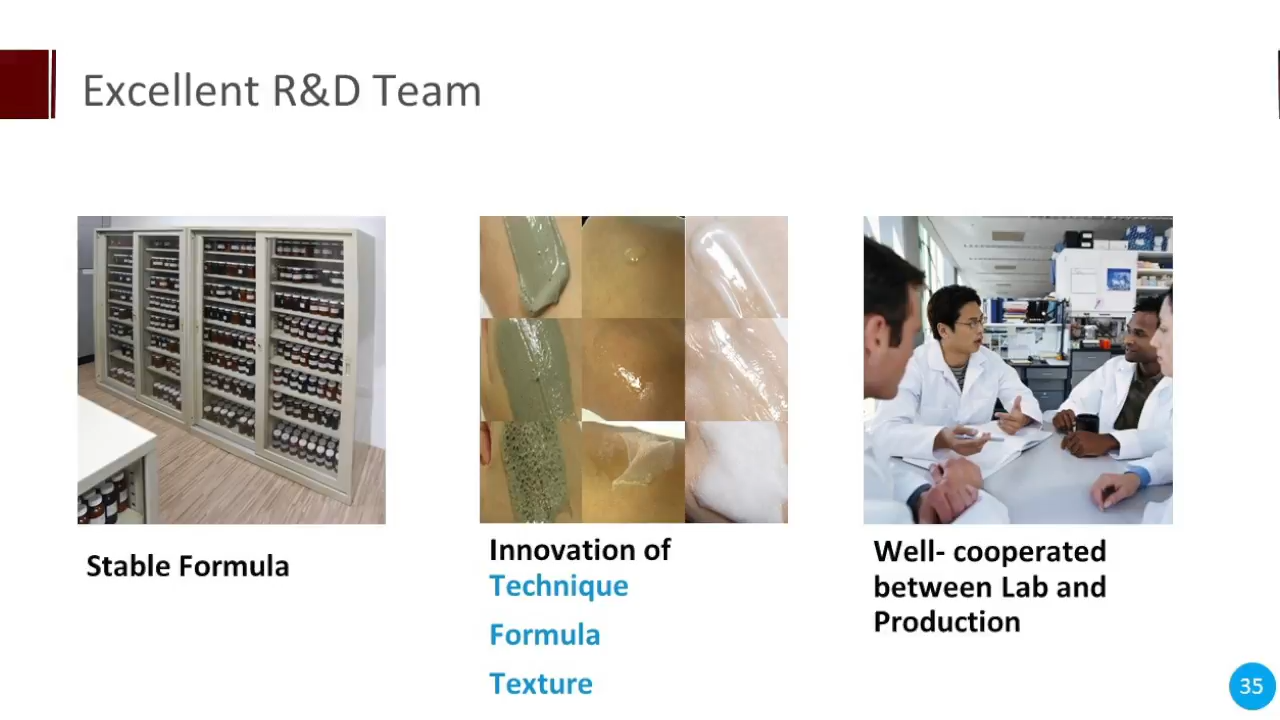 Excellent R&D Team
Stable Formula
Innovation of
Technique
Formula
Texture
Well- cooperated
between Lab and
Production
35